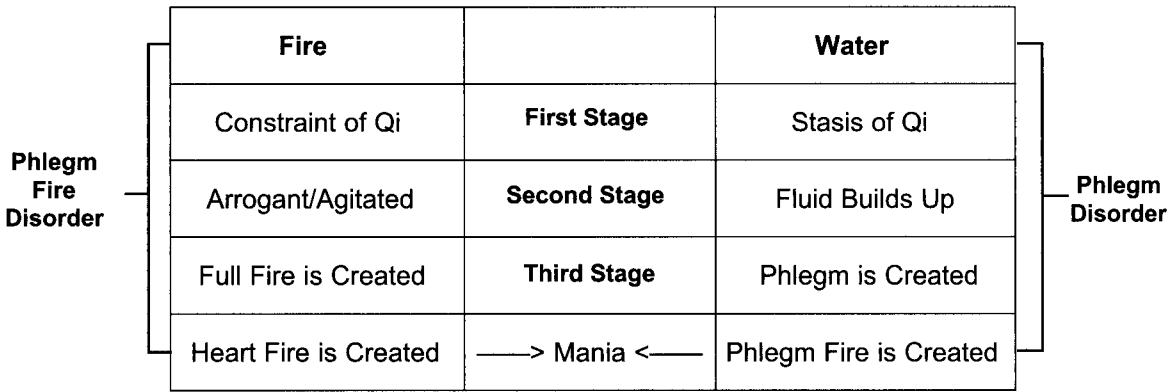 Fire Water
Constraint of Qi First Stage Stasis of Qi
Phlegm
Fire
Disorder
Arrogant/Agitated Second Stage Fluid Builds Up
Phlegm
Disorder
Full Fire is Created Third Stage Phlegm is Created
Heart Fire is Created ——> Mania <—— Phlegm Fire is Created